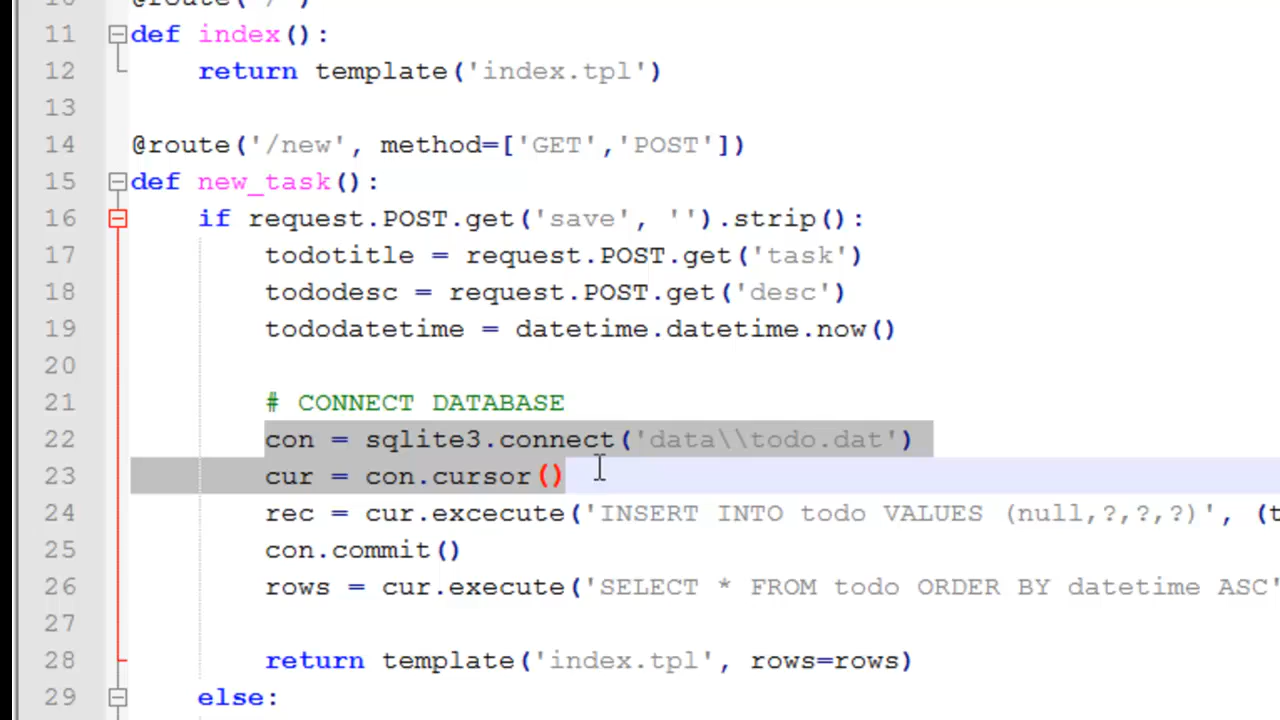 10 @route('/')
11 def index():
12 return template('index.tpl')
13
14 @route('/new', method=['GET','POST'])
15 def new_task():
16 if request.POST.get('save', '').strip():
17 todotitle = request.POST.get('task')
18 tododesc = request.POST.get('desc')
19 tododatetime = datetime.datetime.now()
20
21 # CONNECT DATABASE
22 con = sqlite3.connect('data\\todo.dat')
23 cur = con.cursor()
24 rec = cur.excecute('INSERT INTO todo VALUES (null,?,?,?)', (t
25 con.commit()
26 rows = cur.execute('SELECT * FROM todo ORDER BY datetime ASC'
27
28 return template('index.tpl', rows=rows)
29 else: